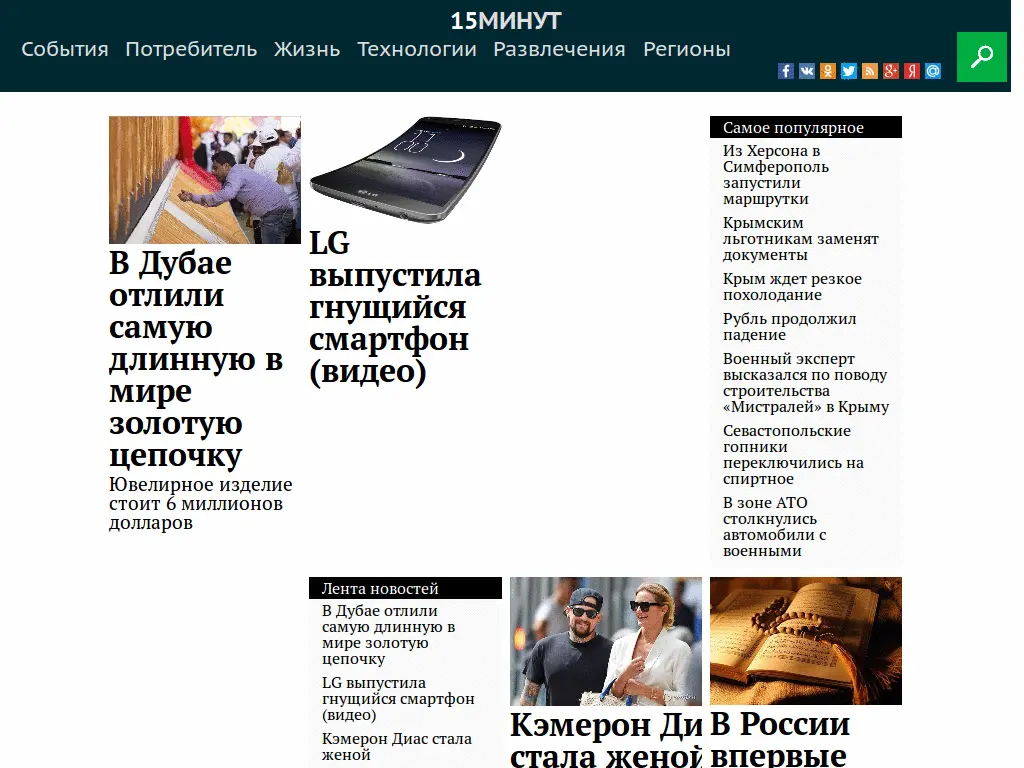 15МИНУТ
События Потребитель Жизнь Технологии Развлечения Регионы
В Дубае
отлили
самую
длинную в
мире
золотую
цепочку
Ювелирное изделие
стоит 6 миллионов
долларов
LG
выпустила
гнущийся
смартфон
(видео)
Самое популярное
Из Херсона в
Симферополь
запустили
маршрутки
Крымским
льготникам заменят
документы
Крым ждет резкое
похолодание
Рубль продолжил
падение
Военный эксперт
высказался по поводу
строительства
«Мистралей» в Крыму
Севастопольские
гопники
переключились на
спиртное
В зоне АТО
столкнулись
автомобили с
военными
Лента новостей
В Дубае отлили
самую длинную в
мире золотую
цепочку
LG выпустила
гнущийся смартфон
(видео)
Кэмерон Диас стала
женой
Кэмерон Ди
стала женой
В России
впервые